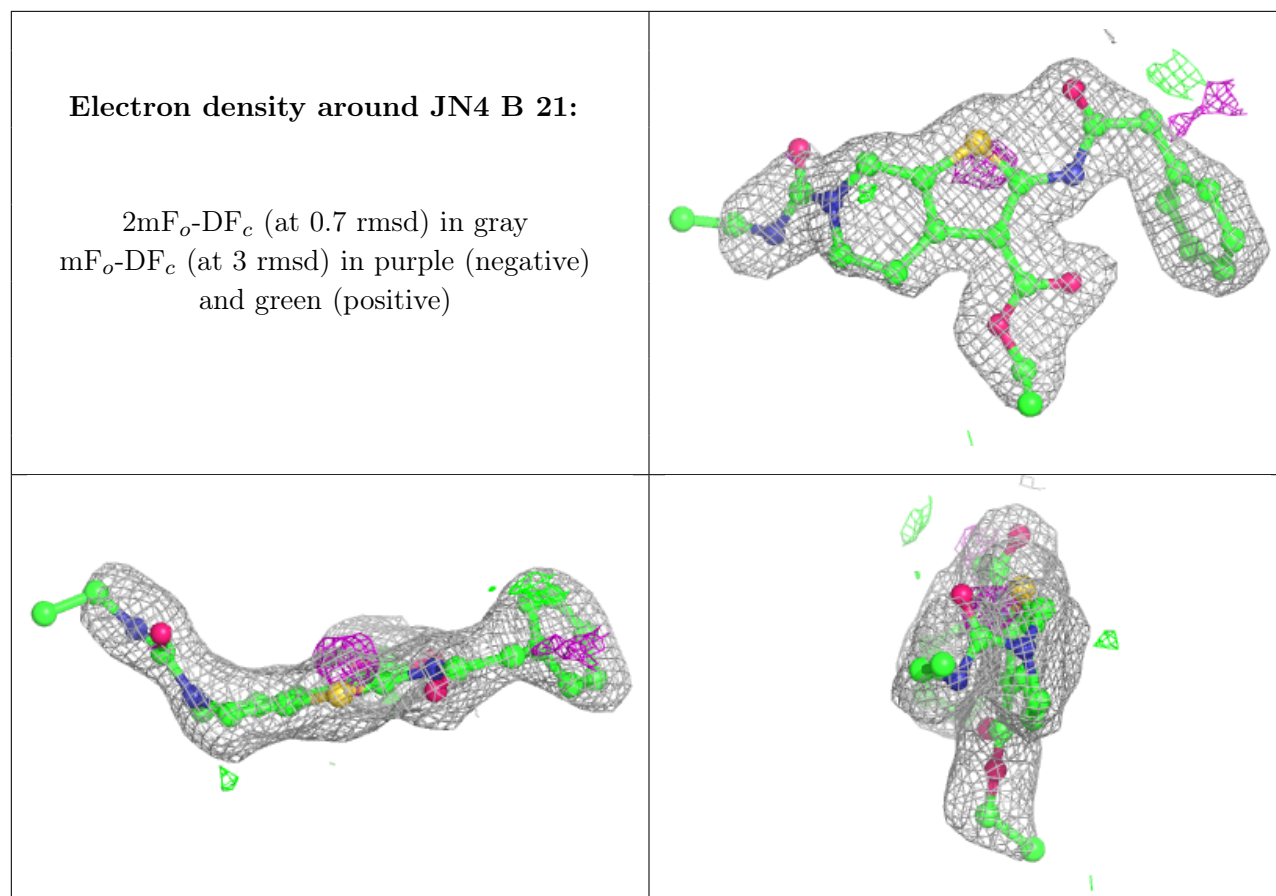 Electron density around JN4 B 21:
2mFₒ-DF𝒸 (at 0.7 rmsd) in gray
mFₒ-DF𝒸 (at 3 rmsd) in purple (negative)
and green (positive)